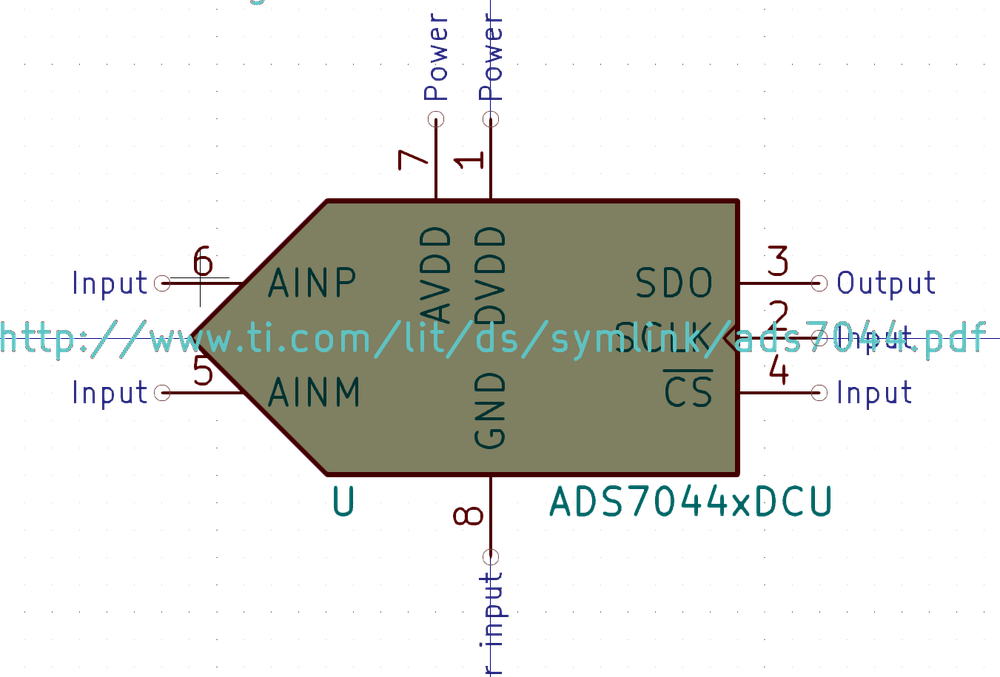 Power
Power
7
1
6
AVDD
DVDD
3
Input
AINP
SDO
Output
http://www.ti.com/lit/ds/symlink/ads7044.pdf
SCLK
2
Input
5
4
Input
AINM
GND
CS
Input
U
ADS7044xDCU
8
r input